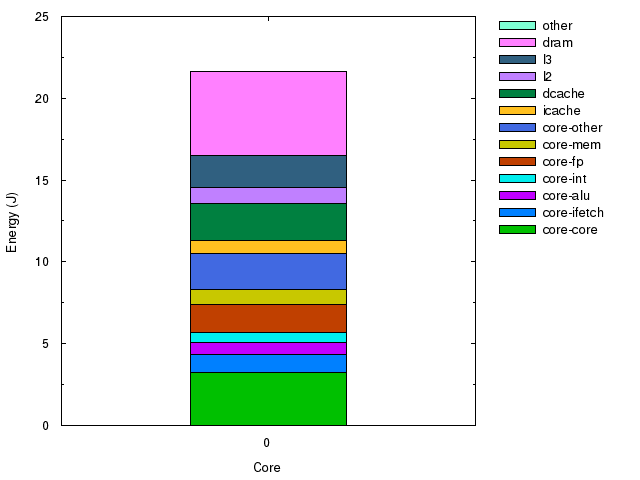 25
20
15
10
5
0
Energy (J)
0
Core
other
dram
l3
l2
dcache
icache
core-other
core-mem
core-fp
core-int
core-alu
core-ifetch
core-core